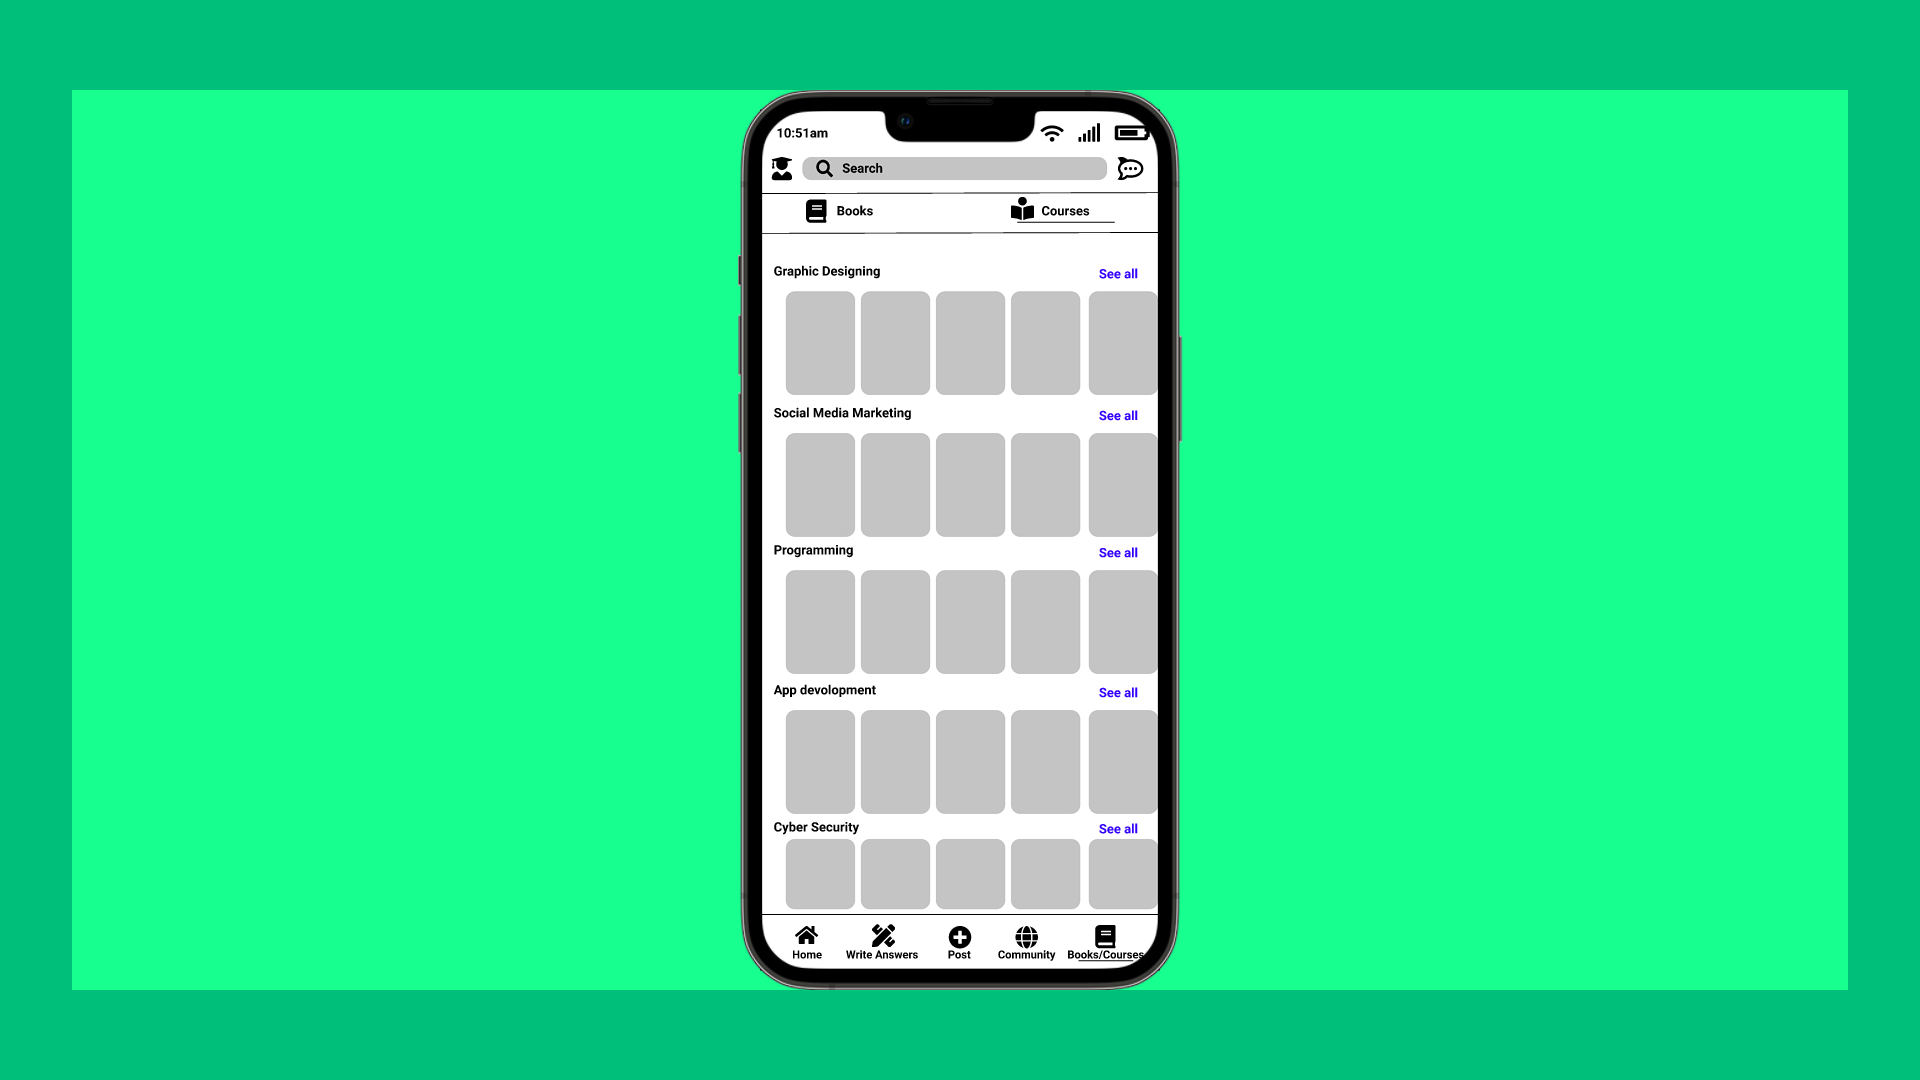 10:51am
Search
Books Courses
Graphic Designing See all
Social Media Marketing See all
Programming See all
App devolopment See all
Cyber Security See all
Home Write Answers Post Community Books/Courses